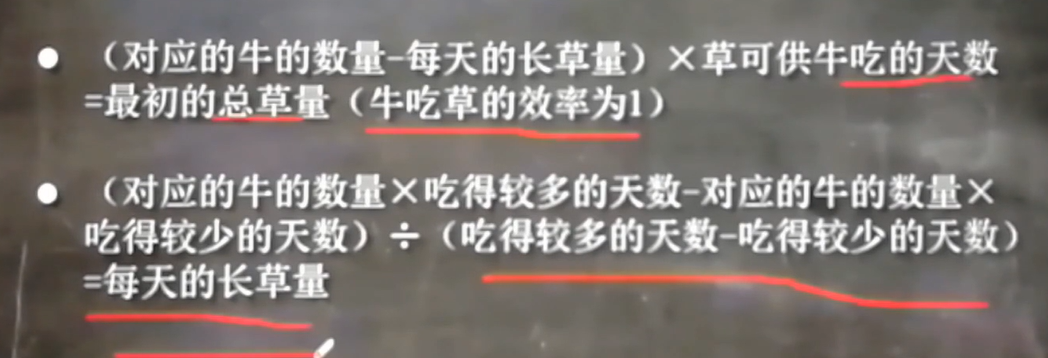 （对应的牛的数量-每天的长草量）×草可供牛吃的天数
=最初的总草量（牛吃草的效率为1）
（对应的牛的数量×吃得较多的天数-对应的牛的数量×
吃得较少的天数）÷（吃得较多的天数-吃得较少的天数）
=每天的长草量